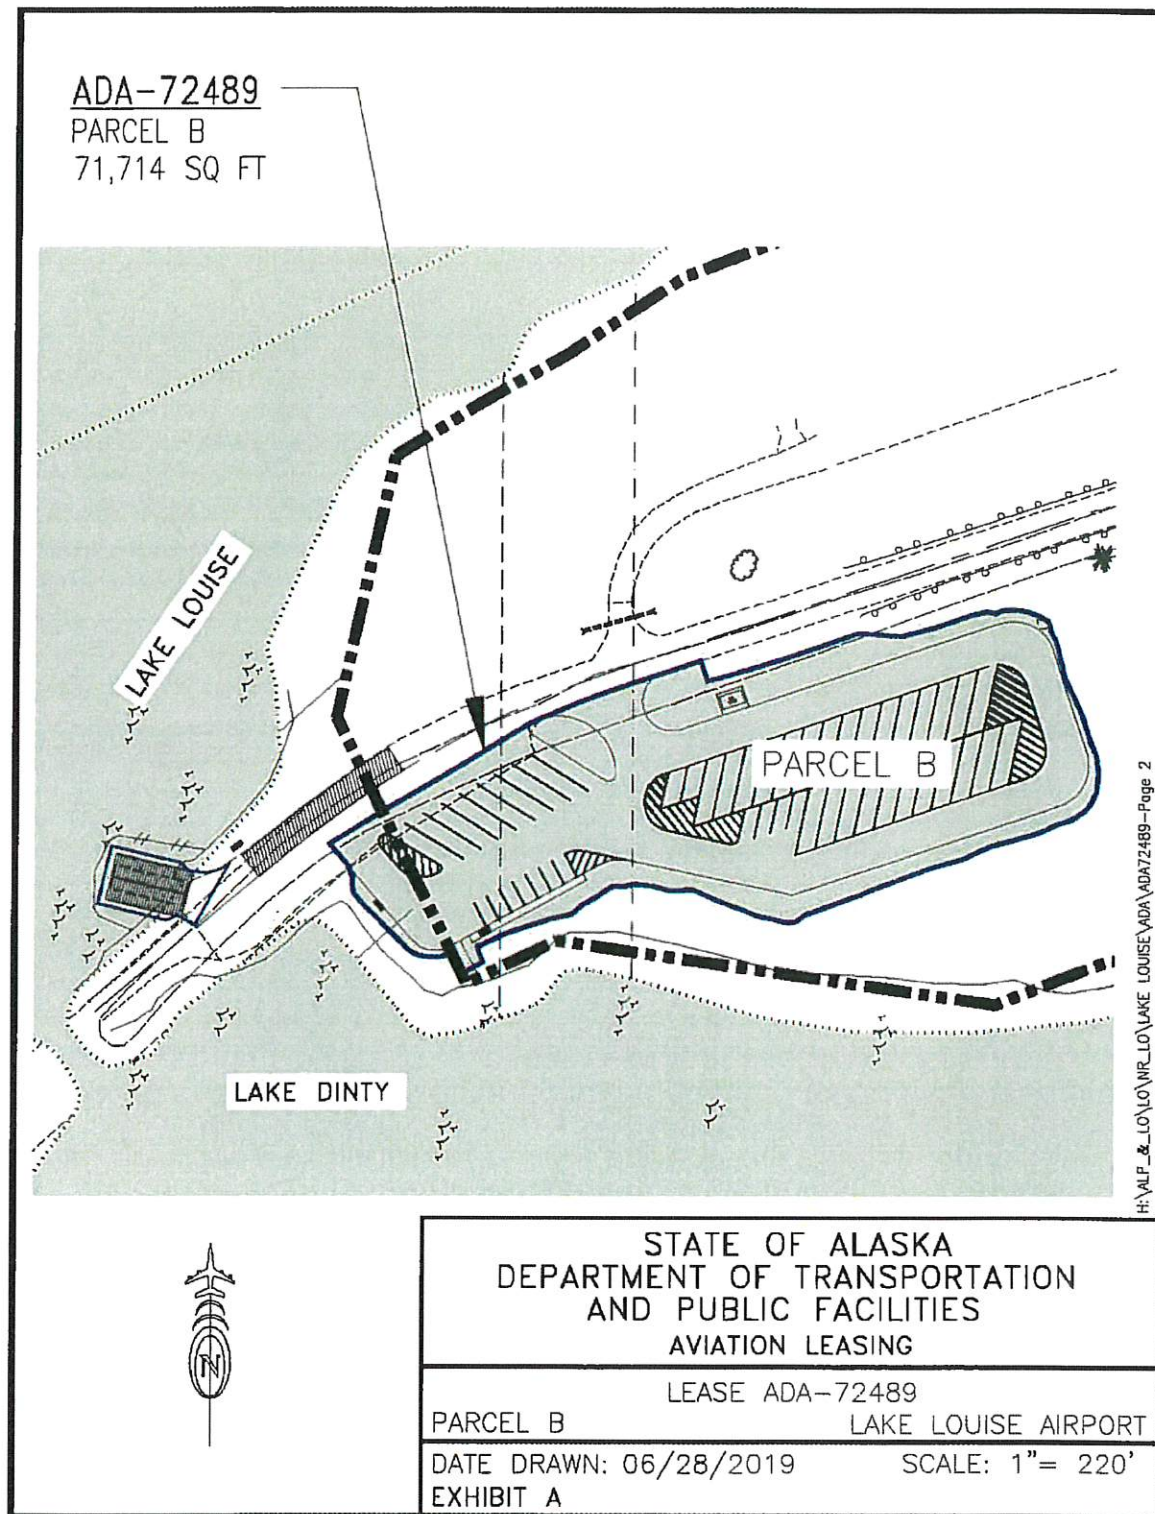 ADA-72489
PARCEL B
71,714 SQ FT
LAKE LOUISE
PARCEL B
LAKE DINTY
H:\ALP_&_LO\LO\NR_LO\LAKE LOUISE\ADA\ADA72489-Page 2
N
STATE OF ALASKA
DEPARTMENT OF TRANSPORTATION
AND PUBLIC FACILITIES
AVIATION LEASING
LEASE ADA-72489
PARCEL B LAKE LOUISE AIRPORT
DATE DRAWN: 06/28/2019 SCALE: 1"= 220'
EXHIBIT A